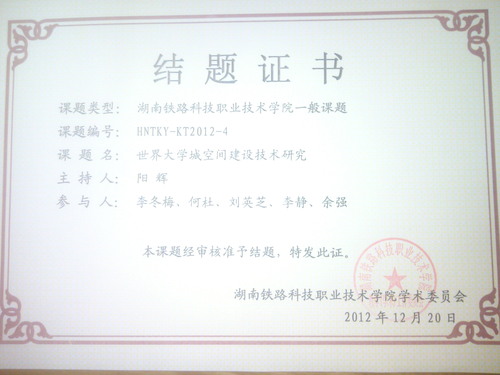 结题证书
课题类型：湖南铁路科技职业技术学院一般课题
课题编号：HNTKY-KT2012-4
课题名：世界大学城空间建设技术研究
主持人：阳辉
参与人：李冬梅、何杜、刘英芝、李静、余强
本课题经审核准予结题，特发此证。
湖南铁路科技职业技术学院学术委员会
2012年12月20日